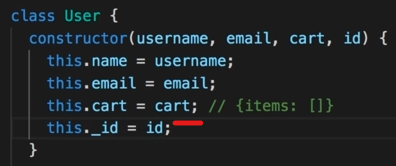 class User {
constructor(username, email, cart, id) {
this.name = username;
this.email = email;
this.cart = cart; // {items: []}
this._id = id;
}